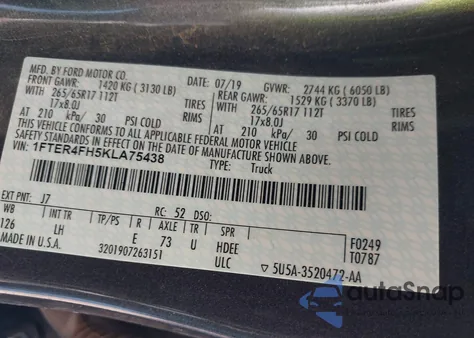 MFD. BY FORD MOTOR CO.
07/19 GVWR: 2744 KG ( 6050 LB)
FRONT GAWR: 1420 KG ( 3130 LB) REAR GAWR: 1529 KG ( 3370 LB)
WITH 265/65R17 112T TIRES WITH 265/65R17 112T TIRES
17x8.0J RIMS 17x8.0J RIMS
AT 210 kPa/ 30 PSI COLD AT 210 kPa/ 30 PSI COLD
THIS VEHICLE CONFORMS TO ALL APPLICABLE FEDERAL MOTOR VEHICLE
SAFETY STANDARDS IN EFFECT ON THE DATE OF MANUFACTURE SHOWN ABOVE.
VIN: 1FTER4FH5KLA75438
TYPE: Truck
EXT PNT: J7 RC: 52 DSO:
WB INT TR TP/PS R AXLE TR SPR
126 LH E 73 U HDEE F0249
T0787
MADE IN U.S.A. 3201907263151 ULC 5U5A-3520472-AA
autoSnap